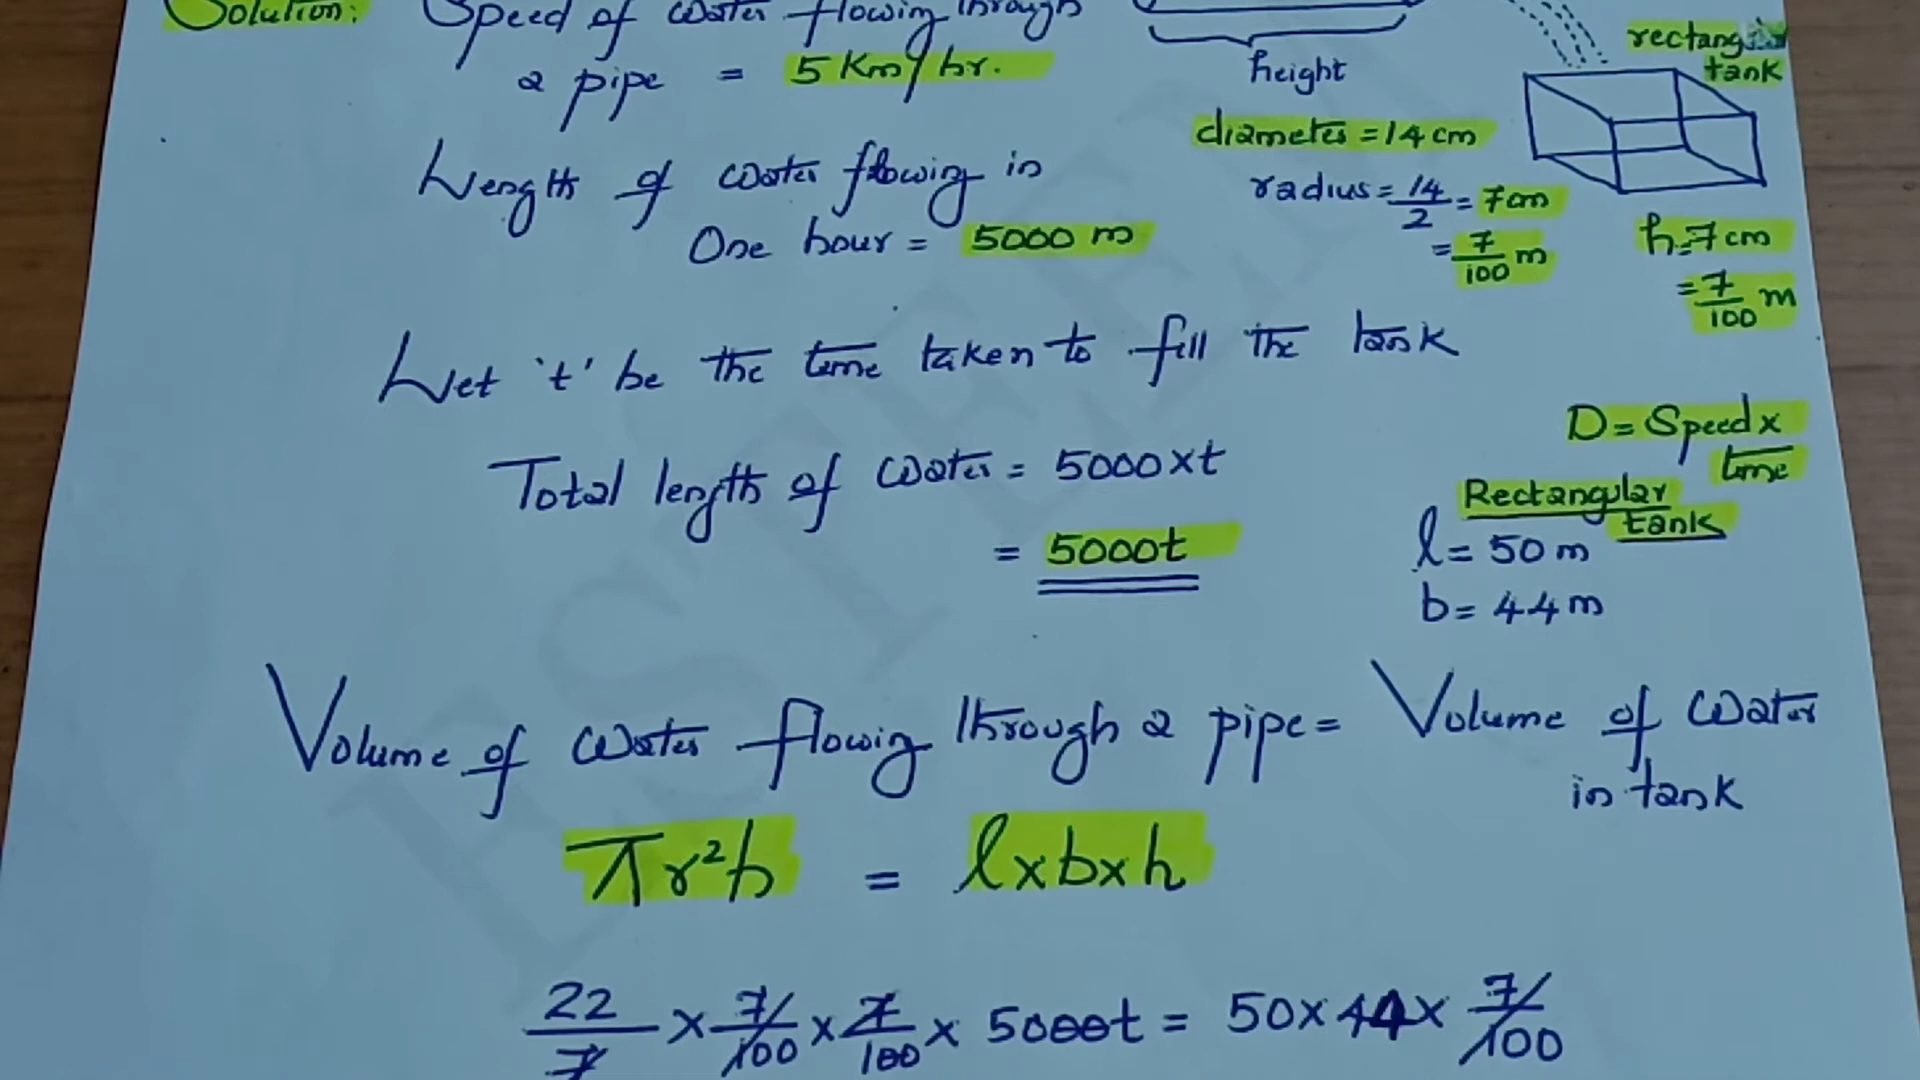 Solution: Speed of water flowing through
a pipe = 5 Km/hr.
height
rectangular
tank
diameter = 14 cm
radius = 14/2 = 7cm
= 7/100 m
h = 7 cm
= 7/100 m
Length of water flowing in
One hour = 5000 m
Let 't' be the time taken to fill the tank
Total length of water = 5000xt
= 5000t
D = Speed x
time
Rectangular
tank
l = 50 m
b = 44 m
Volume of water flowing through a pipe = Volume of water
in tank
πr²h = l x b x h
22/7 x 7/100 x 7/100 x 5000t = 50 x 44 x 7/100
ESTEEM